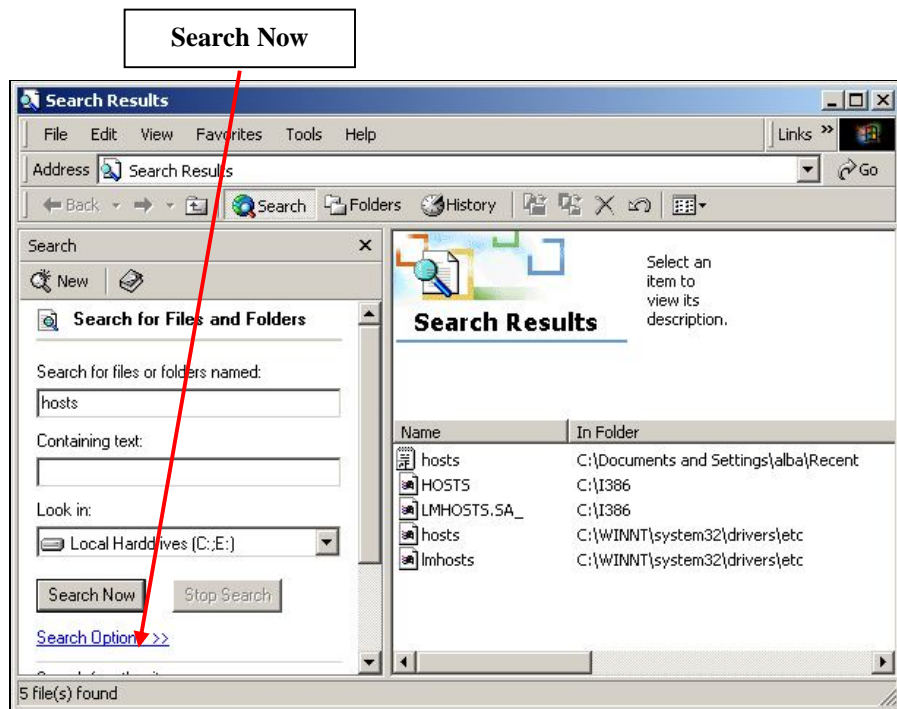 Search Now
Search Results
File Edit View Favorites Tools Help Links »
Address Search Results Go
Back Search Folders History
Search
New
Search for Files and Folders
Search for files or folders named:
hosts
Containing text:
Look in:
Local Harddrives (C:;E:)
Search Now Stop Search
Search Options >>
Search Results
Select an
item to
view its
description.
Name In Folder
hosts C:\Documents and Settings\alba\Recent
HOSTS C:\I386
LMHOSTS.SA_ C:\I386
hosts C:\WINNT\system32\drivers\etc
lmhosts C:\WINNT\system32\drivers\etc
5 file(s) found